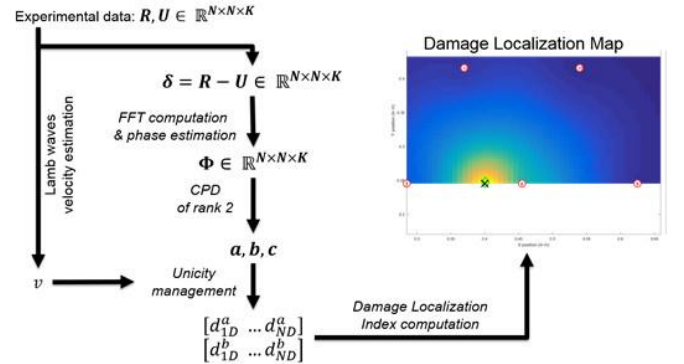 Experimental data: R, U ∈ ℝ^{N×N×K}
δ = R − U ∈ ℝ^{N×N×K}
Lamb waves
velocity estimation
FFT computation
& phase estimation
Φ ∈ ℝ^{N×N×K}
CPD
of rank 2
a, b, c
v
Unicity
management
[d^a_{1D} … d^a_{ND}]
[d^b_{1D} … d^b_{ND}]
Damage Localization
Index computation
Damage Localization Map